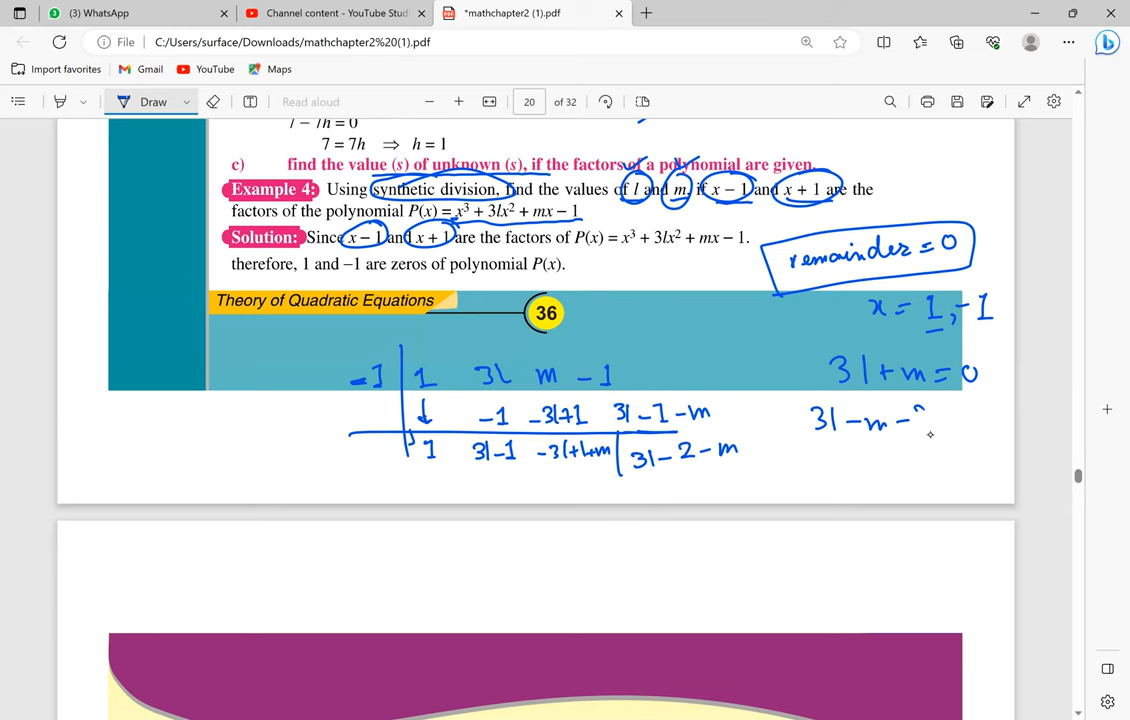 (3) WhatsApp
Channel content - YouTube Studi
*mathchapter2 (1).pdf
File C:/Users/surface/Downloads/mathchapter2%20(1).pdf
Import favorites Gmail YouTube Maps
Draw Read aloud 20 of 32
7 − 7h = 0
7 = 7h ⇒ h = 1
c) find the value (s) of unknown (s), if the factors of a polynomial are given.
Example 4: Using synthetic division, find the values of l and m, if x − 1 and x + 1 are the
factors of the polynomial P(x) = x³ + 3lx² + mx − 1
Solution: Since x − 1 and x + 1 are the factors of P(x) = x³ + 3lx² + mx − 1.
therefore, 1 and −1 are zeros of polynomial P(x).
remainder = 0
Theory of Quadratic Equations 36
x = 1, -1
-1 | 1 3l m -1
3l + m = 0
-1 -3l+1 3l-1-m
3l - m -
1 3l-1 -3l+1+m 3l-2-m